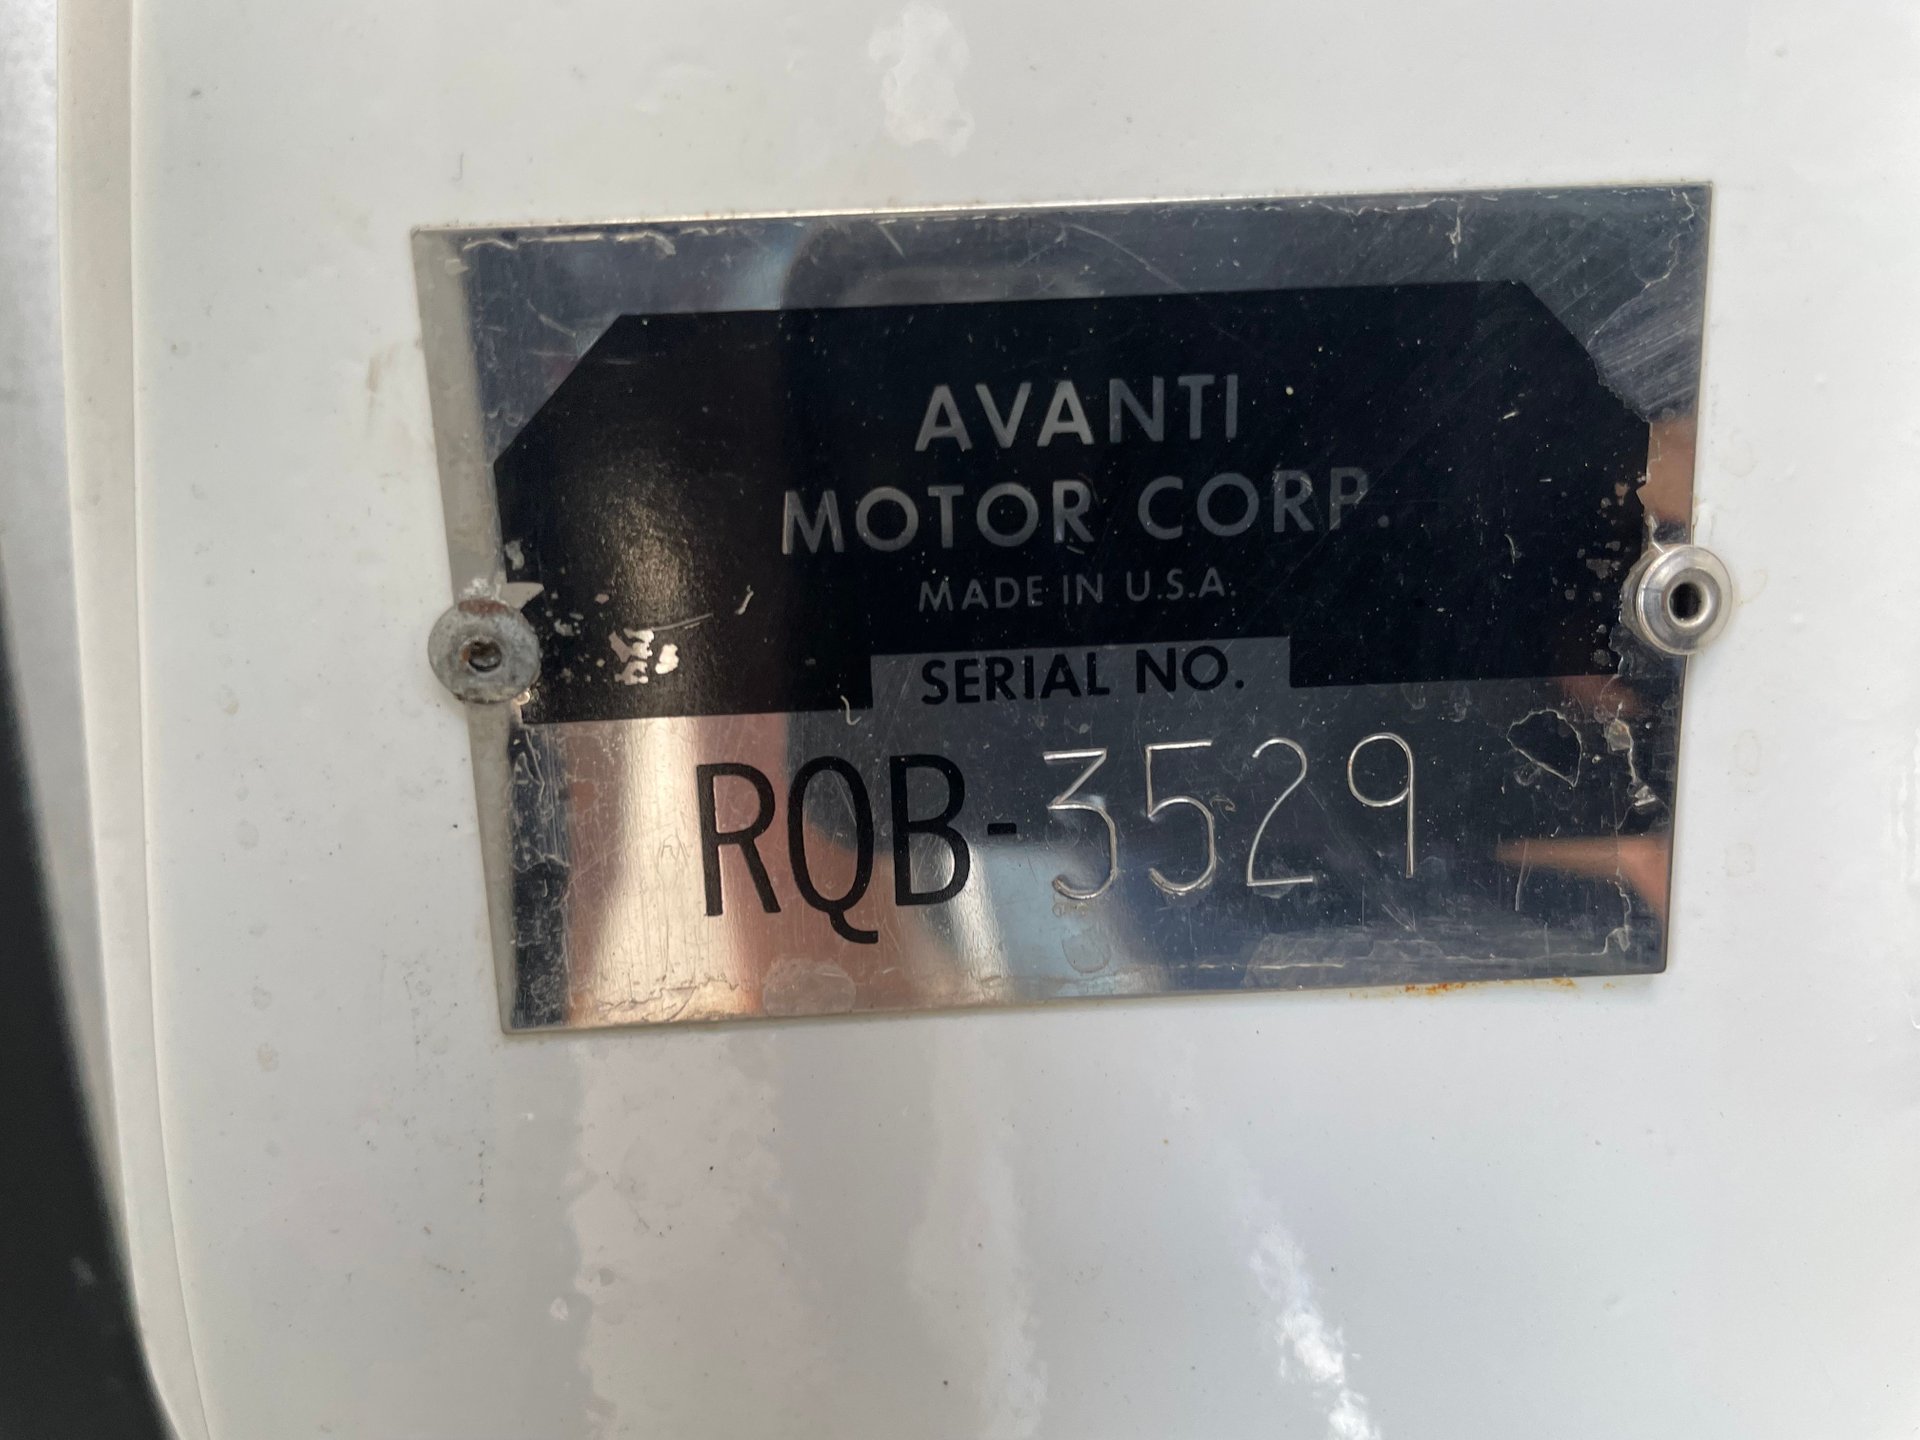 AVANTI
MOTOR CORP.
MADE IN U.S.A.
SERIAL NO.
RQB-3529